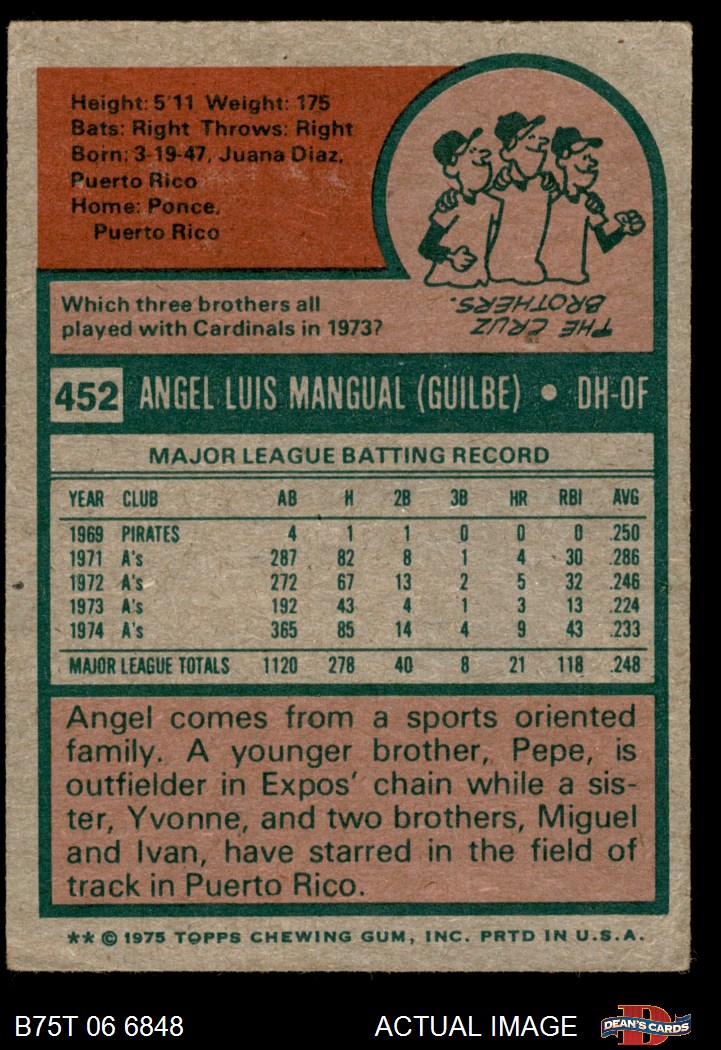 Height: 5'11 Weight: 175
Bats: Right Throws: Right
Born: 3-19-47, Juana Diaz,
Puerto Rico
Home: Ponce,
Puerto Rico
Which three brothers all
played with Cardinals in 1973?
THE CRUZ
BROTHERS.
452 ANGEL LUIS MANGUAL (GUILBE) • DH-OF
MAJOR LEAGUE BATTING RECORD
YEAR CLUB AB H 2B 3B HR RBI AVG
1969 PIRATES 4 1 1 0 0 0 .250
1971 A's 287 82 8 1 4 30 .286
1972 A's 272 67 13 2 5 32 .246
1973 A's 192 43 4 1 3 13 .224
1974 A's 365 85 14 4 9 43 .233
MAJOR LEAGUE TOTALS 1120 278 40 8 21 118 .248
Angel comes from a sports oriented
family. A younger brother, Pepe, is
outfielder in Expos' chain while a sis-
ter, Yvonne, and two brothers, Miguel
and Ivan, have starred in the field of
track in Puerto Rico.
** © 1975 TOPPS CHEWING GUM, INC. PRTD IN U.S.A.
B75T 06 6848 ACTUAL IMAGE
D
DEAN'S CARDS